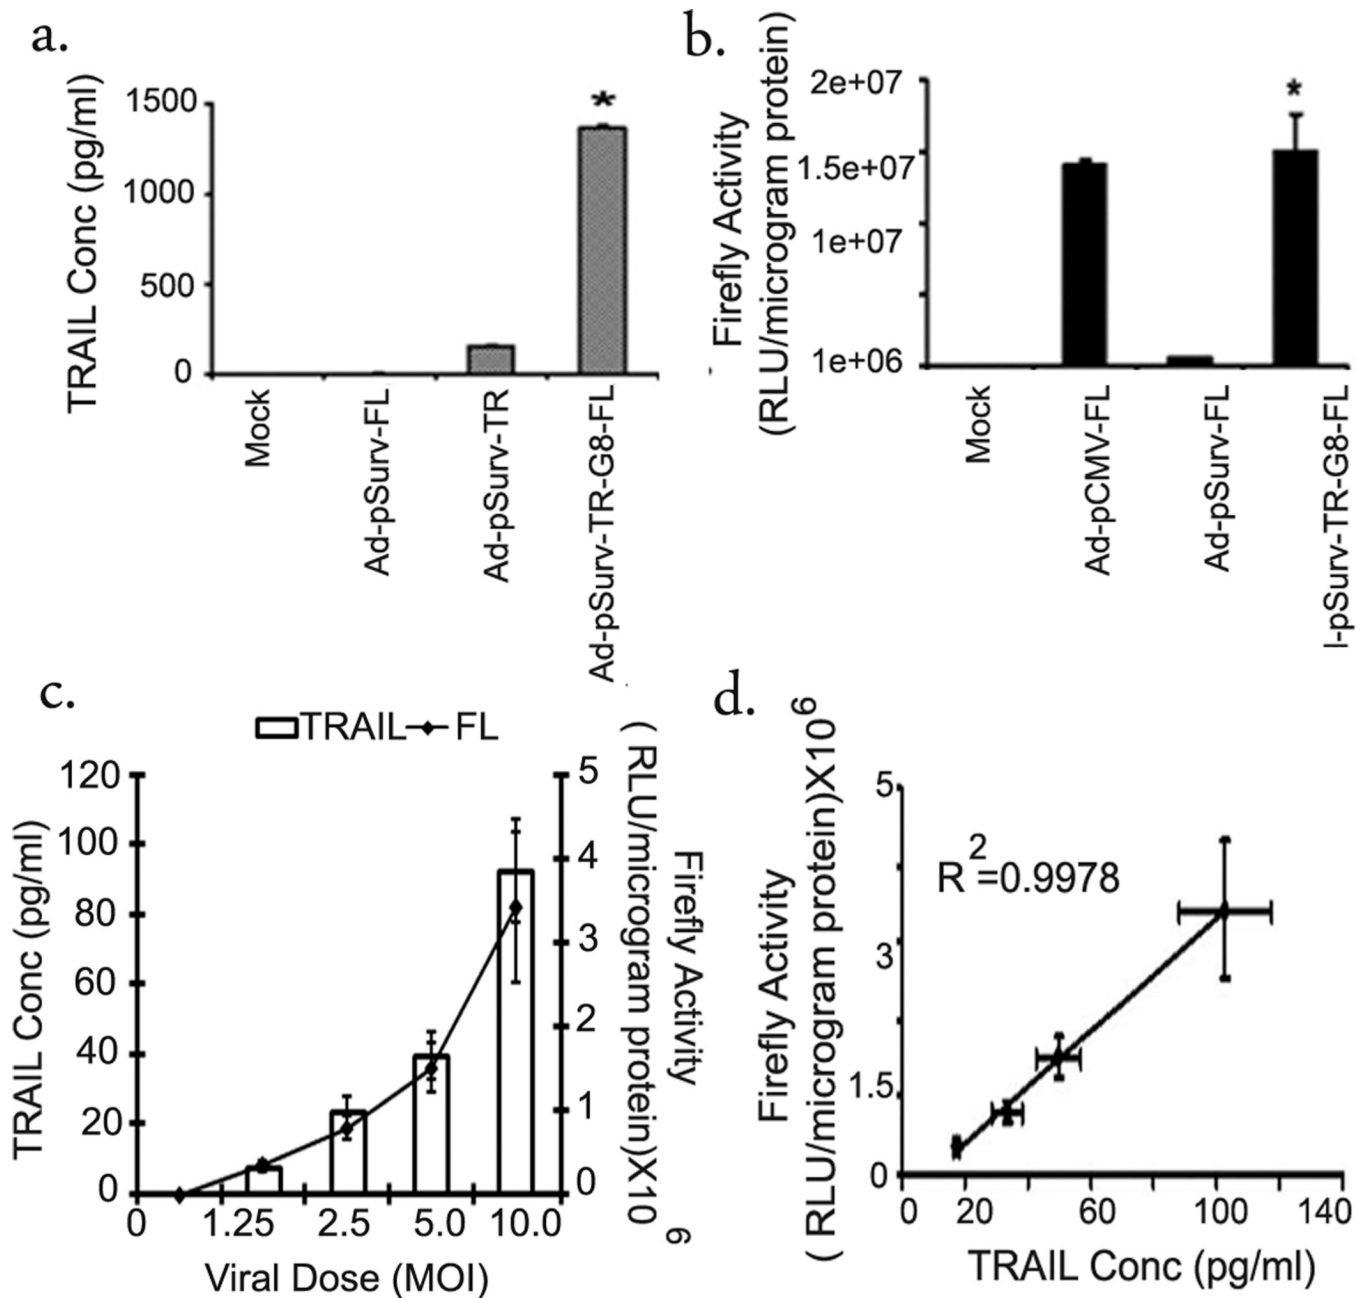 a.
TRAIL Conc (pg/ml)
1500
*
1000
500
0
Mock
Ad-pSurv-FL
Ad-pSurv-TR
Ad-pSurv-TR-G8-FL
b.
Firefly Activity
(RLU/microgram protein)
2e+07
*
1.5e+07
1e+07
1e+06
Mock
Ad-pCMV-FL
Ad-pSurv-FL
l-pSurv-TR-G8-FL
c.
TRAIL FL
TRAIL Conc (pg/ml)
120
100
80
60
40
20
0
5
4
3
2
1
0
Firefly Activity
( RLU/microgram protein)X10 6
0 1.25 2.5 5.0 10.0
Viral Dose (MOI)
d.
Firefly Activity
( RLU/microgram protein)X10 6
5
R 2 =0.9978
3
1.5
0
0 20 60 100 140
TRAIL Conc (pg/ml)